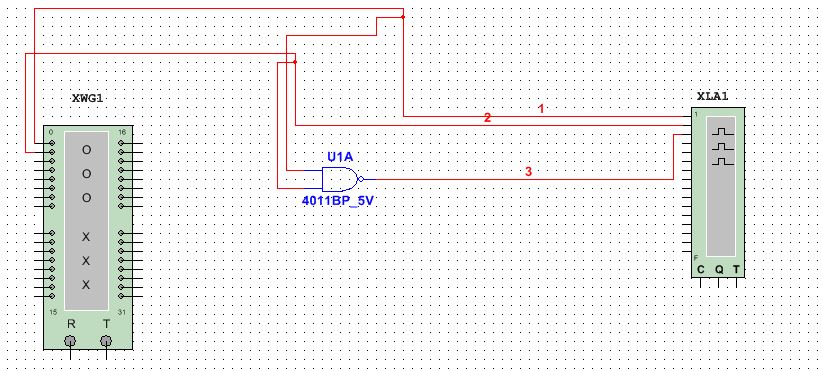 XWG1
0 16
O
O
O
X
X
X
15 31
R T
U1A
4011BP_5V
1
2
3
XLA1
1
F
C Q T